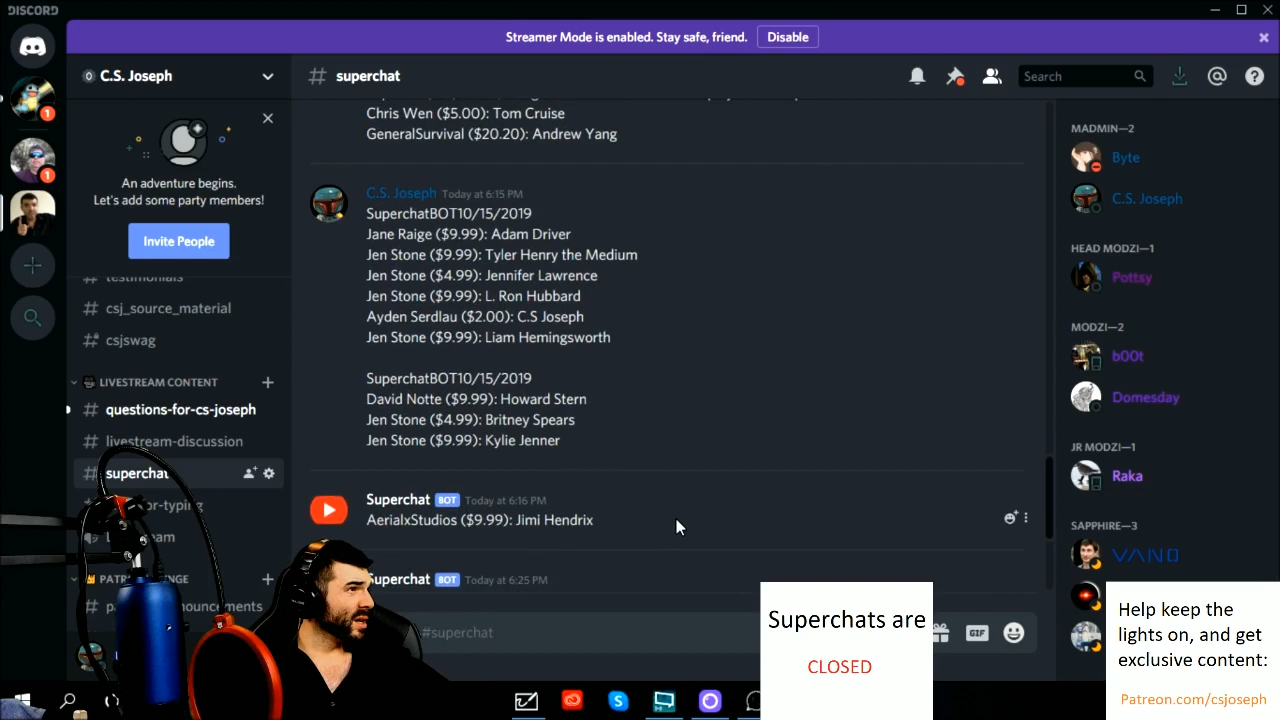 DISCORD
Streamer Mode is enabled. Stay safe, friend.
Disable
C.S. Joseph
# superchat
Search
1
1
An adventure begins.
Let's add some party members!
Invite People
testimonials
# csj_source_material
# csjswag
LIVESTREAM CONTENT
# questions-for-cs-joseph
# livestream-discussion
# superchat
Chris Wen ($5.00): Tom Cruise
GeneralSurvival ($20.20): Andrew Yang
C.S. Joseph Today at 6:15 PM
SuperchatBOT10/15/2019
Jane Raige ($9.99): Adam Driver
Jen Stone ($9.99): Tyler Henry the Medium
Jen Stone ($4.99): Jennifer Lawrence
Jen Stone ($9.99): L. Ron Hubbard
Ayden Serdlau ($2.00): C.S Joseph
Jen Stone ($9.99): Liam Hemingsworth
SuperchatBOT10/15/2019
David Notte ($9.99): Howard Stern
Jen Stone ($4.99): Britney Spears
Jen Stone ($9.99): Kylie Jenner
Superchat BOT Today at 6:16 PM
AerialxStudios ($9.99): Jimi Hendrix
Superchat BOT Today at 6:25 PM
#superchat
GIF
MADMIN—2
Byte
C.S. Joseph
HEAD MODZI—1
Pottsy
MODZI—2
b00t
Domesday
JR MODZI—1
Raka
SAPPHIRE—3
Superchats are
CLOSED
Help keep the
lights on, and get
exclusive content:
Patreon.com/csjoseph